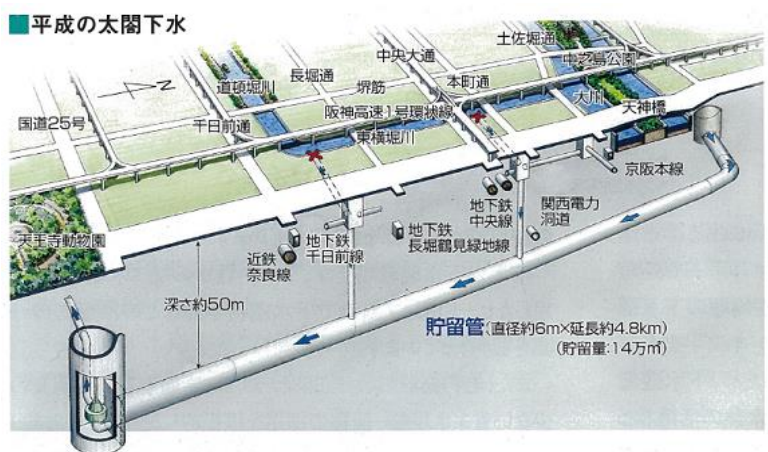 ■平成の太閤下水
土佐堀通
中央大通
中之島公園
長堀通
本町通
道頓堀川
堺筋
大川
天神橋
阪神高速1号環状線
国道25号
千日前通
東横堀川
京阪本線
地下鉄
中央線
関西電力
洞道
天王寺動物園
近鉄
奈良線
地下鉄
千日前線
地下鉄
長堀鶴見緑地線
深さ約50m
貯留管(直径約6m×延長約4.8km)
(貯留量:14万㎥)
N